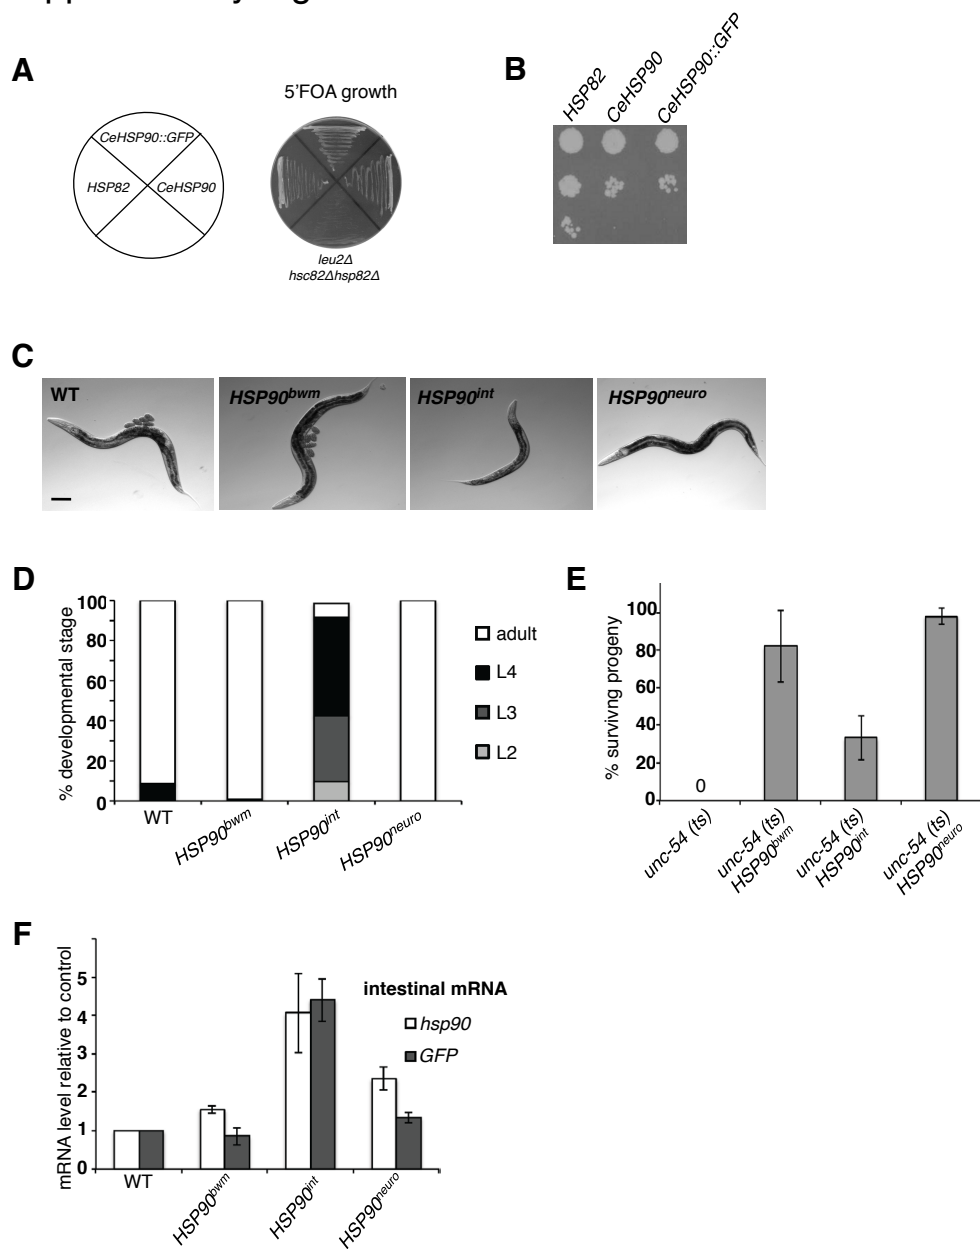 A
B
5'FOA growth
CeHSP90::GFP
HSP82
CeHSP90
leu2Δ
hsc82Δhsp82Δ
HSP82
CeHSP90
CeHSP90::GFP
C
WT
HSP90bwm
HSP90int
HSP90neuro
D
% developmental stage
100
80
60
40
20
0
WT
HSP90bwm
HSP90int
HSP90neuro
adult
L4
L3
L2
E
% survivng progeny
100
80
60
40
20
0
0
unc-54 (ts)
unc-54 (ts)
HSP90bwm
unc-54 (ts)
HSP90int
unc-54 (ts)
HSP90neuro
F
mRNA level relative to control
5
4
3
2
1
0
WT
HSP90bwm
HSP90int
HSP90neuro
intestinal mRNA
hsp90
GFP